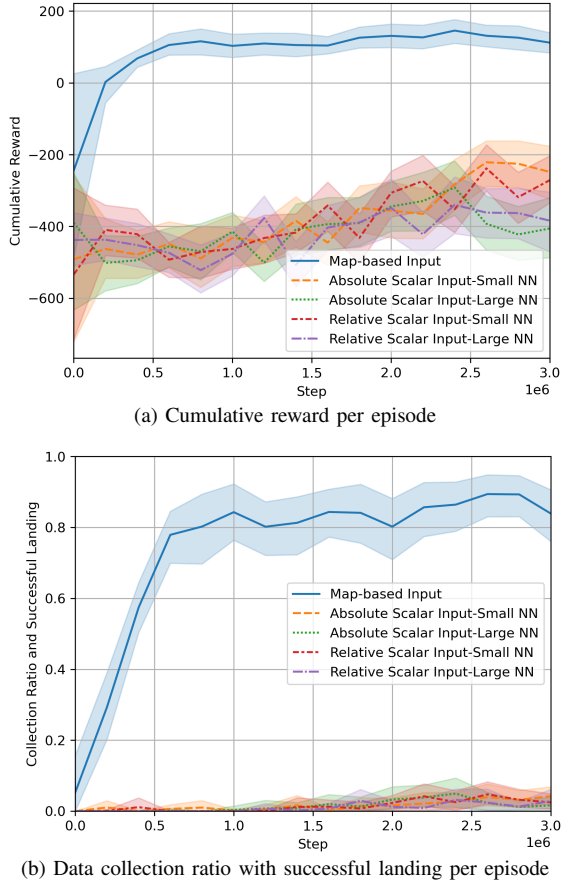 200
0
−200
−400
−600
Cumulative Reward
Map-based Input
Absolute Scalar Input-Small NN
Absolute Scalar Input-Large NN
Relative Scalar Input-Small NN
Relative Scalar Input-Large NN
0.0 0.5 1.0 1.5 2.0 2.5 3.0
Step
1e6
(a) Cumulative reward per episode
1.0
0.8
0.6
0.4
0.2
0.0
Collection Ratio and Successful Landing
Map-based Input
Absolute Scalar Input-Small NN
Absolute Scalar Input-Large NN
Relative Scalar Input-Small NN
Relative Scalar Input-Large NN
0.0 0.5 1.0 1.5 2.0 2.5 3.0
Step
1e6
(b) Data collection ratio with successful landing per episode